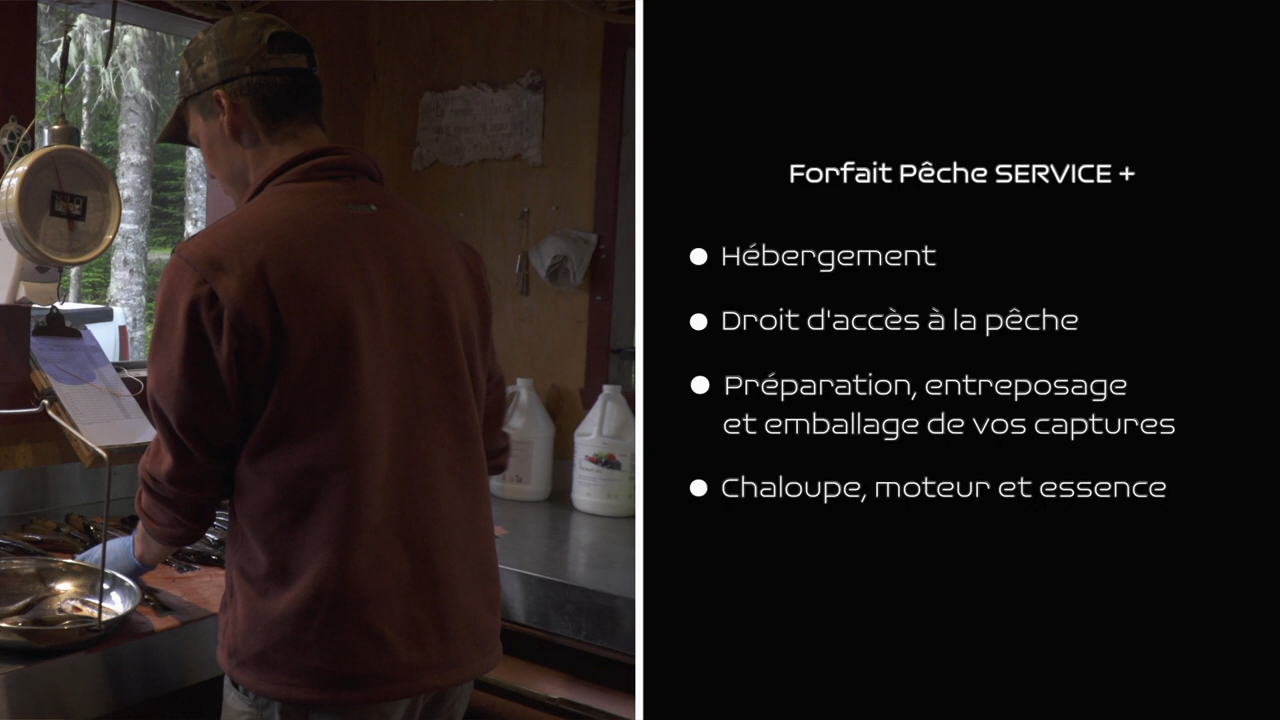 Forfait Pêche SERVICE +
Hébergement
Droit d'accès à la pêche
Préparation, entreposage
et emballage de vos captures
Chaloupe, moteur et essence